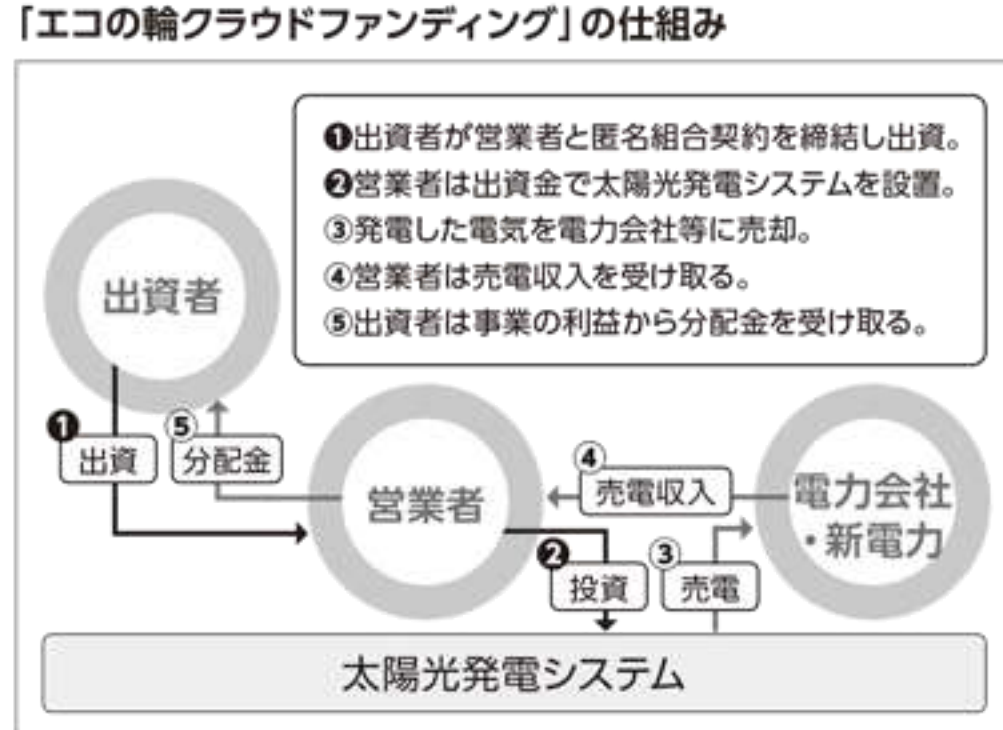 「エコの輪クラウドファンディング」の仕組み
❶出資者が営業者と匿名組合契約を締結し出資。
❷営業者は出資金で太陽光発電システムを設置。
③発電した電気を電力会社等に売却。
④営業者は売電収入を受け取る。
⑤出資者は事業の利益から分配金を受け取る。
出資者
❶
出資
⑤
分配金
営業者
④
売電収入
電力会社
・新電力
❷
投資
③
売電
太陽光発電システム